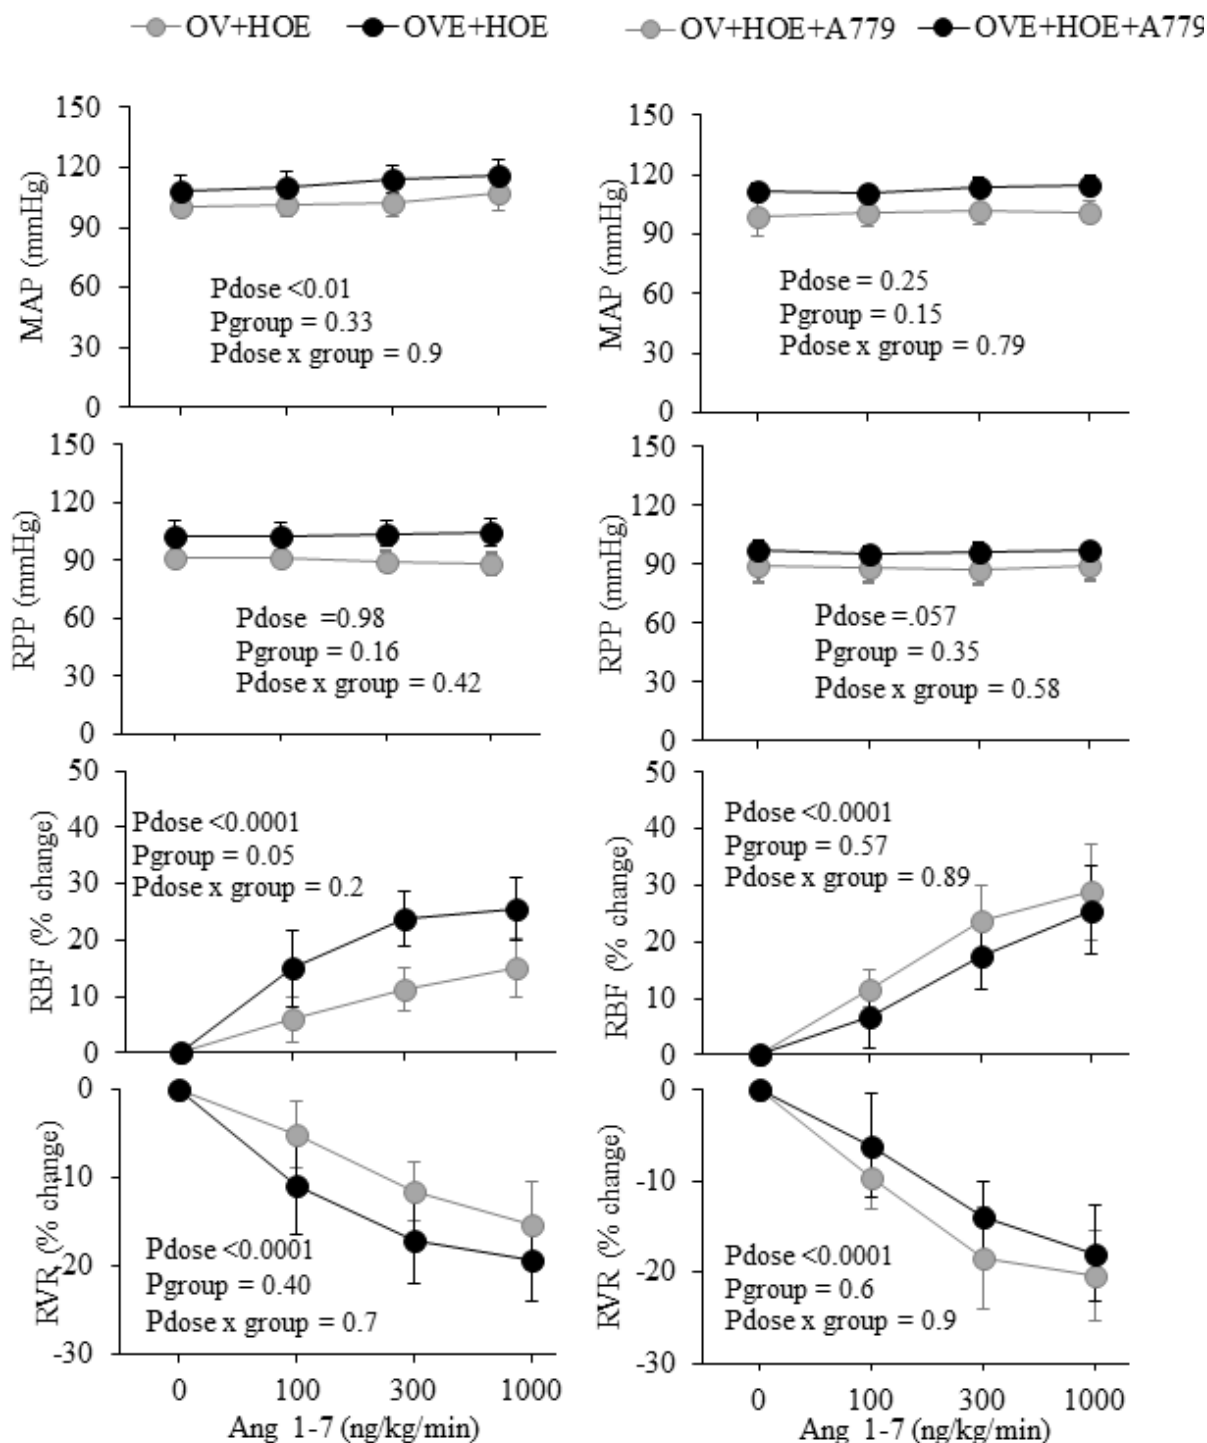 OV+HOE OVE+HOE OV+HOE+A779 OVE+HOE+A779
150
120
90
60
30
0
MAP (mmHg)
Pdose <0.01
Pgroup = 0.33
Pdose x group = 0.9
150
120
90
60
30
0
MAP (mmHg)
Pdose = 0.25
Pgroup = 0.15
Pdose x group = 0.79
150
120
90
60
30
0
RPP (mmHg)
Pdose =0.98
Pgroup = 0.16
Pdose x group = 0.42
150
120
90
60
30
0
RPP (mmHg)
Pdose =.057
Pgroup = 0.35
Pdose x group = 0.58
50
40
30
20
10
0
RBF (% change)
Pdose <0.0001
Pgroup = 0.05
Pdose x group = 0.2
50
40
30
20
10
0
RBF (% change)
Pdose <0.0001
Pgroup = 0.57
Pdose x group = 0.89
0
-10
-20
-30
RVR (% change)
Pdose <0.0001
Pgroup = 0.40
Pdose x group = 0.7
0 100 300 1000
Ang 1-7 (ng/kg/min)
0
-10
-20
-30
RVR (% change)
Pdose <0.0001
Pgroup = 0.6
Pdose x group = 0.9
0 100 300 1000
Ang 1-7 (ng/kg/min)